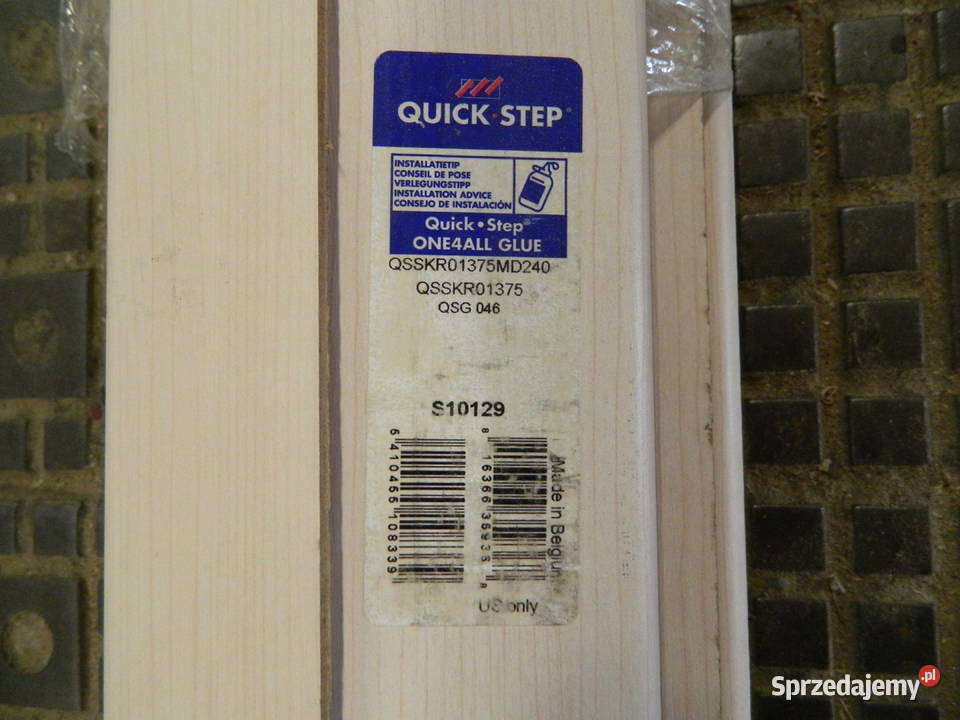 QUICK•STEP®
INSTALLATIETIP
CONSEIL DE POSE
VERLEGUNGSTIPP
INSTALLATION ADVICE
CONSEJO DE INSTALACIÓN
Quick•Step®
ONE4ALL GLUE
QSSKR01375MD240
QSSKR01375
QSG 046
S10129
5 410455 108339
Made in Belgium
US only
Sprzedajemy.pl